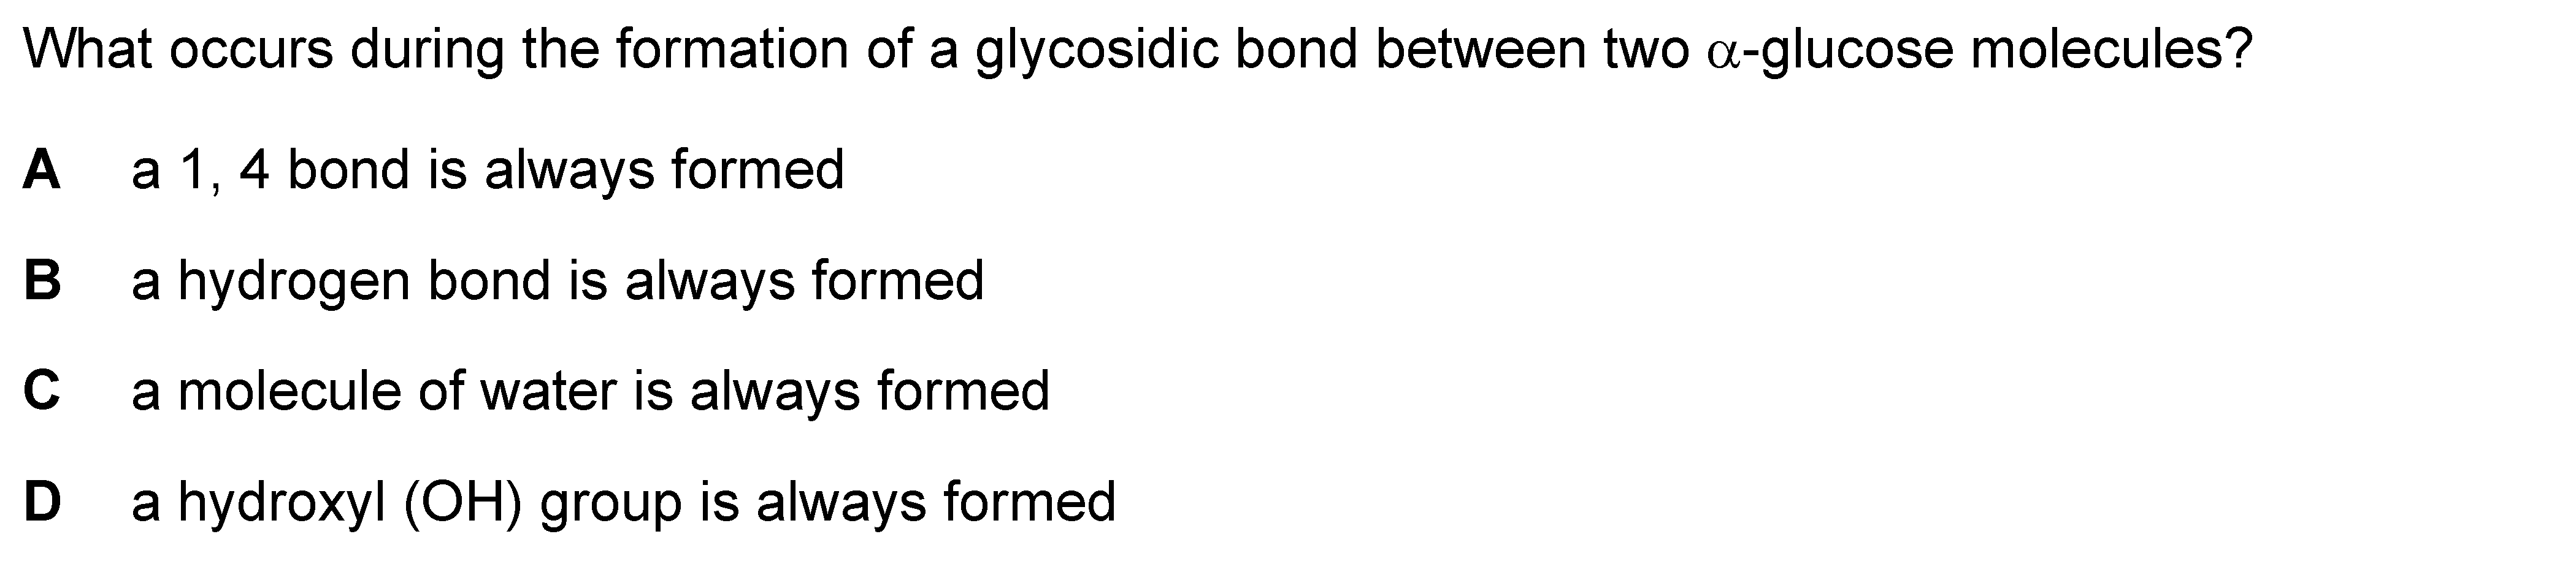 What occurs during the formation of a glycosidic bond between two α-glucose molecules?
A a 1, 4 bond is always formed
B a hydrogen bond is always formed
C a molecule of water is always formed
D a hydroxyl (OH) group is always formed